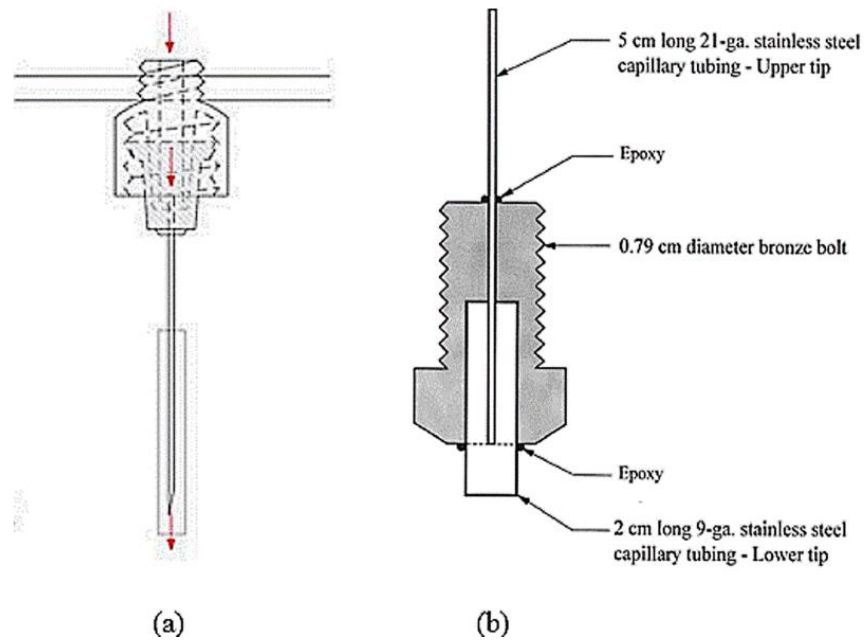 5 cm long 21-ga. stainless steel
capillary tubing - Upper tip
Epoxy
0.79 cm diameter bronze bolt
Epoxy
2 cm long 9-ga. stainless steel
capillary tubing - Lower tip
(a)
(b)